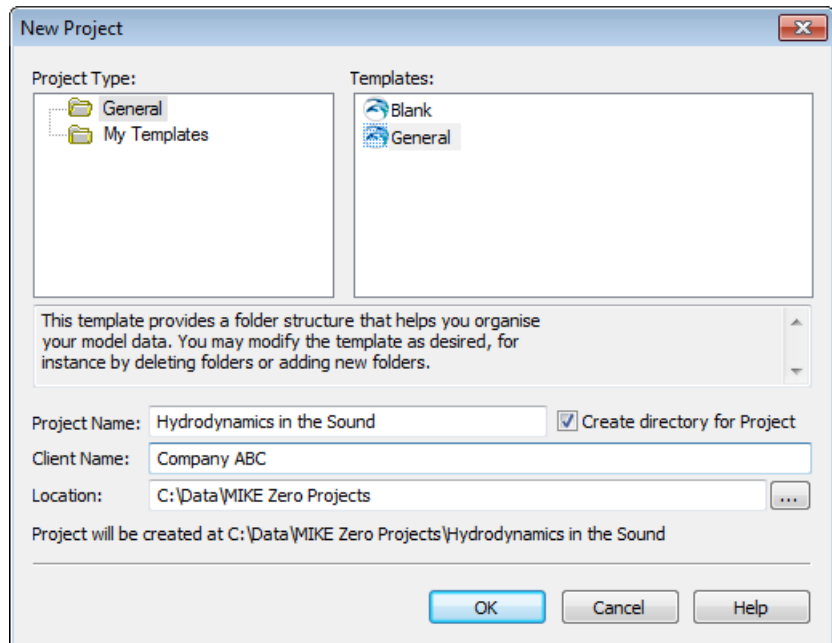 New Project
Project Type:
Templates:
General
My Templates
Blank
General
This template provides a folder structure that helps you organise
your model data. You may modify the template as desired, for
instance by deleting folders or adding new folders.
Project Name: Hydrodynamics in the Sound Create directory for Project
Client Name: Company ABC
Location: C:\Data\MIKE Zero Projects ...
Project will be created at C:\Data\MIKE Zero Projects\Hydrodynamics in the Sound
OK Cancel Help